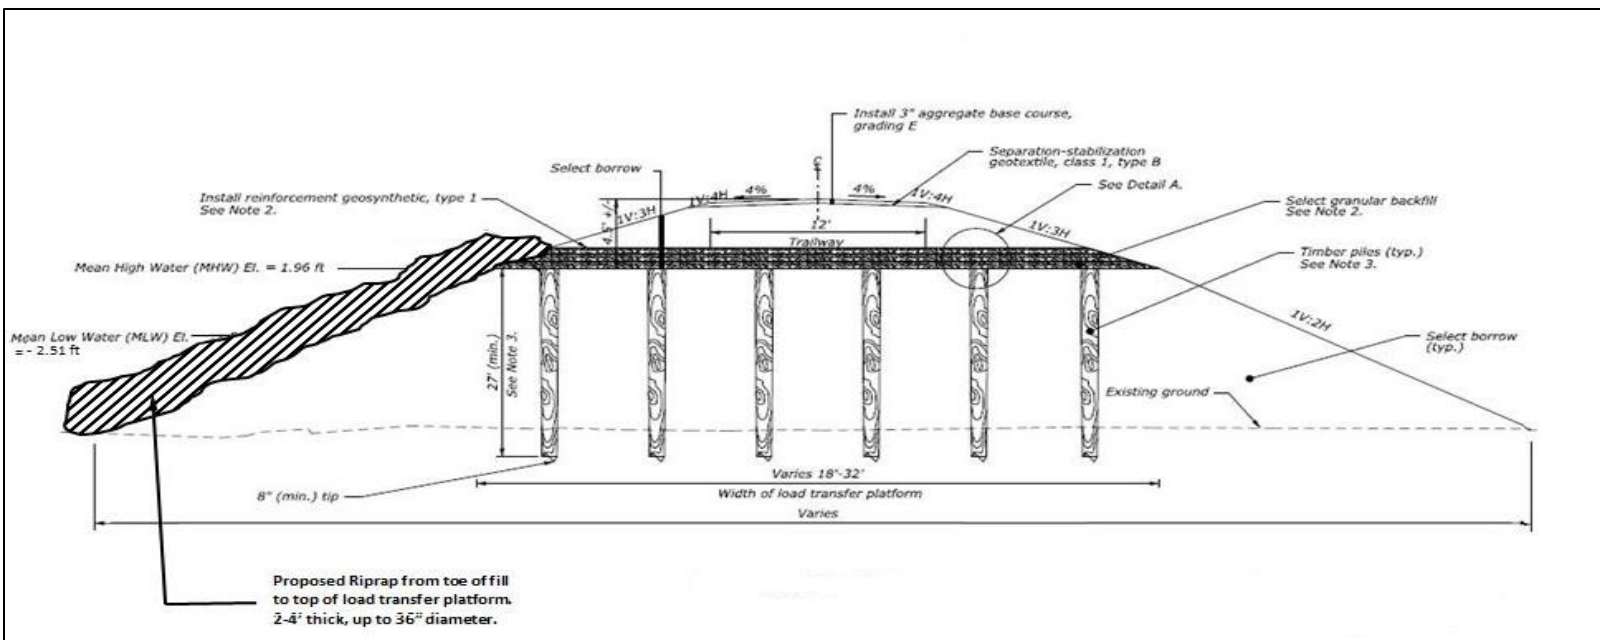 Install 3" aggregate base course,
grading E
Separation-stabilization
geotextile, class 1, type B
Select borrow
See Detail A.
Install reinforcement geosynthetic, type 1
See Note 2.
4%
4%
1V:4H
1V:4H
1V:3H
1V:3H
4.5' +/-
12'
Trailway
Select granular backfill
See Note 2.
Timber piles (typ.)
See Note 3.
Mean High Water (MHW) El. = 1.96 ft
Mean Low Water (MLW) El.
= - 2.51 ft
27' (min.)
See Note 3.
1V:2H
Select borrow
(typ.)
Existing ground
8" (min.) tip
Varies 18'-32'
Width of load transfer platform
Varies
Proposed Riprap from toe of fill
to top of load transfer platform.
2-4' thick, up to 36" diameter.